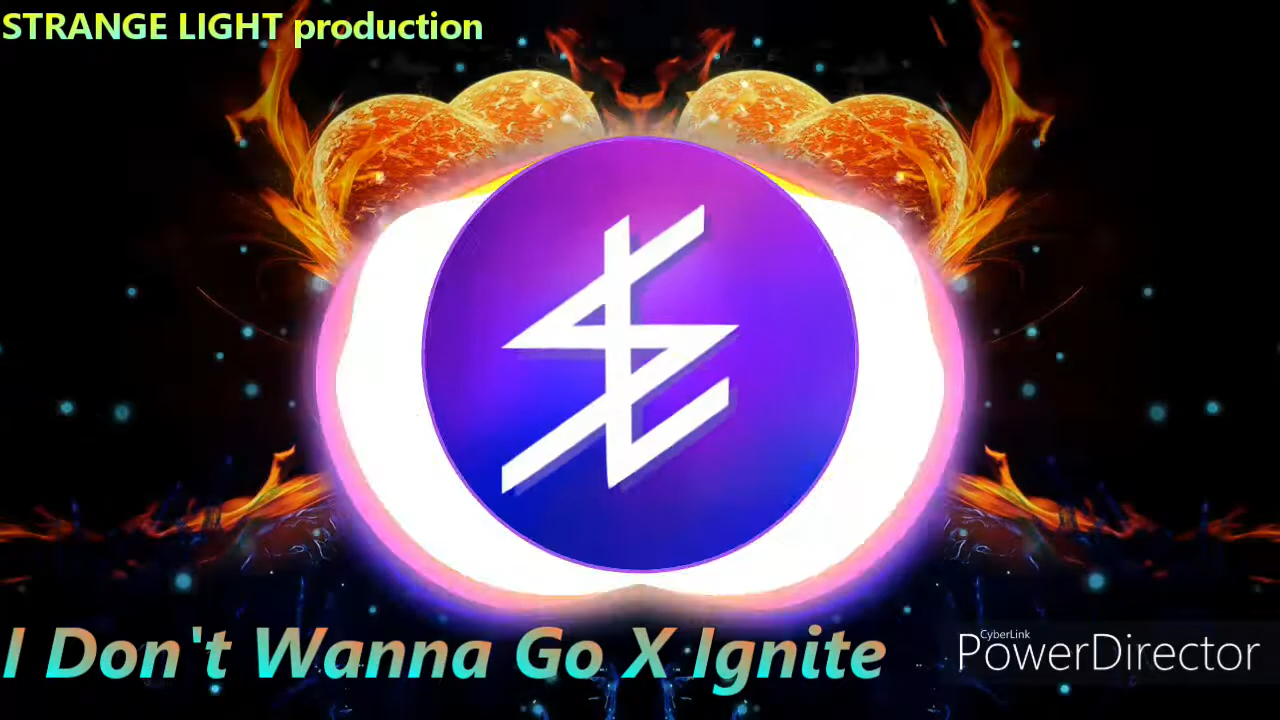 STRANGE LIGHT production
I Don't Wanna Go X Ignite
CyberLink
PowerDirector